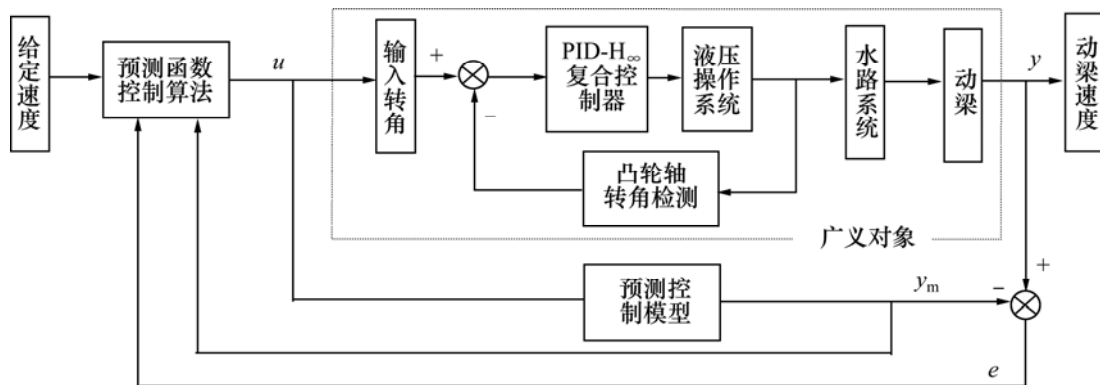 给定速度
预测函数
控制算法
u
输入转角
+
−
PID-H∞
复合控
制器
液压
操作
系统
水路系统
动梁
y
动梁速度
凸轮轴
转角检测
广义对象
预测控
制模型
yₘ
−
+
e